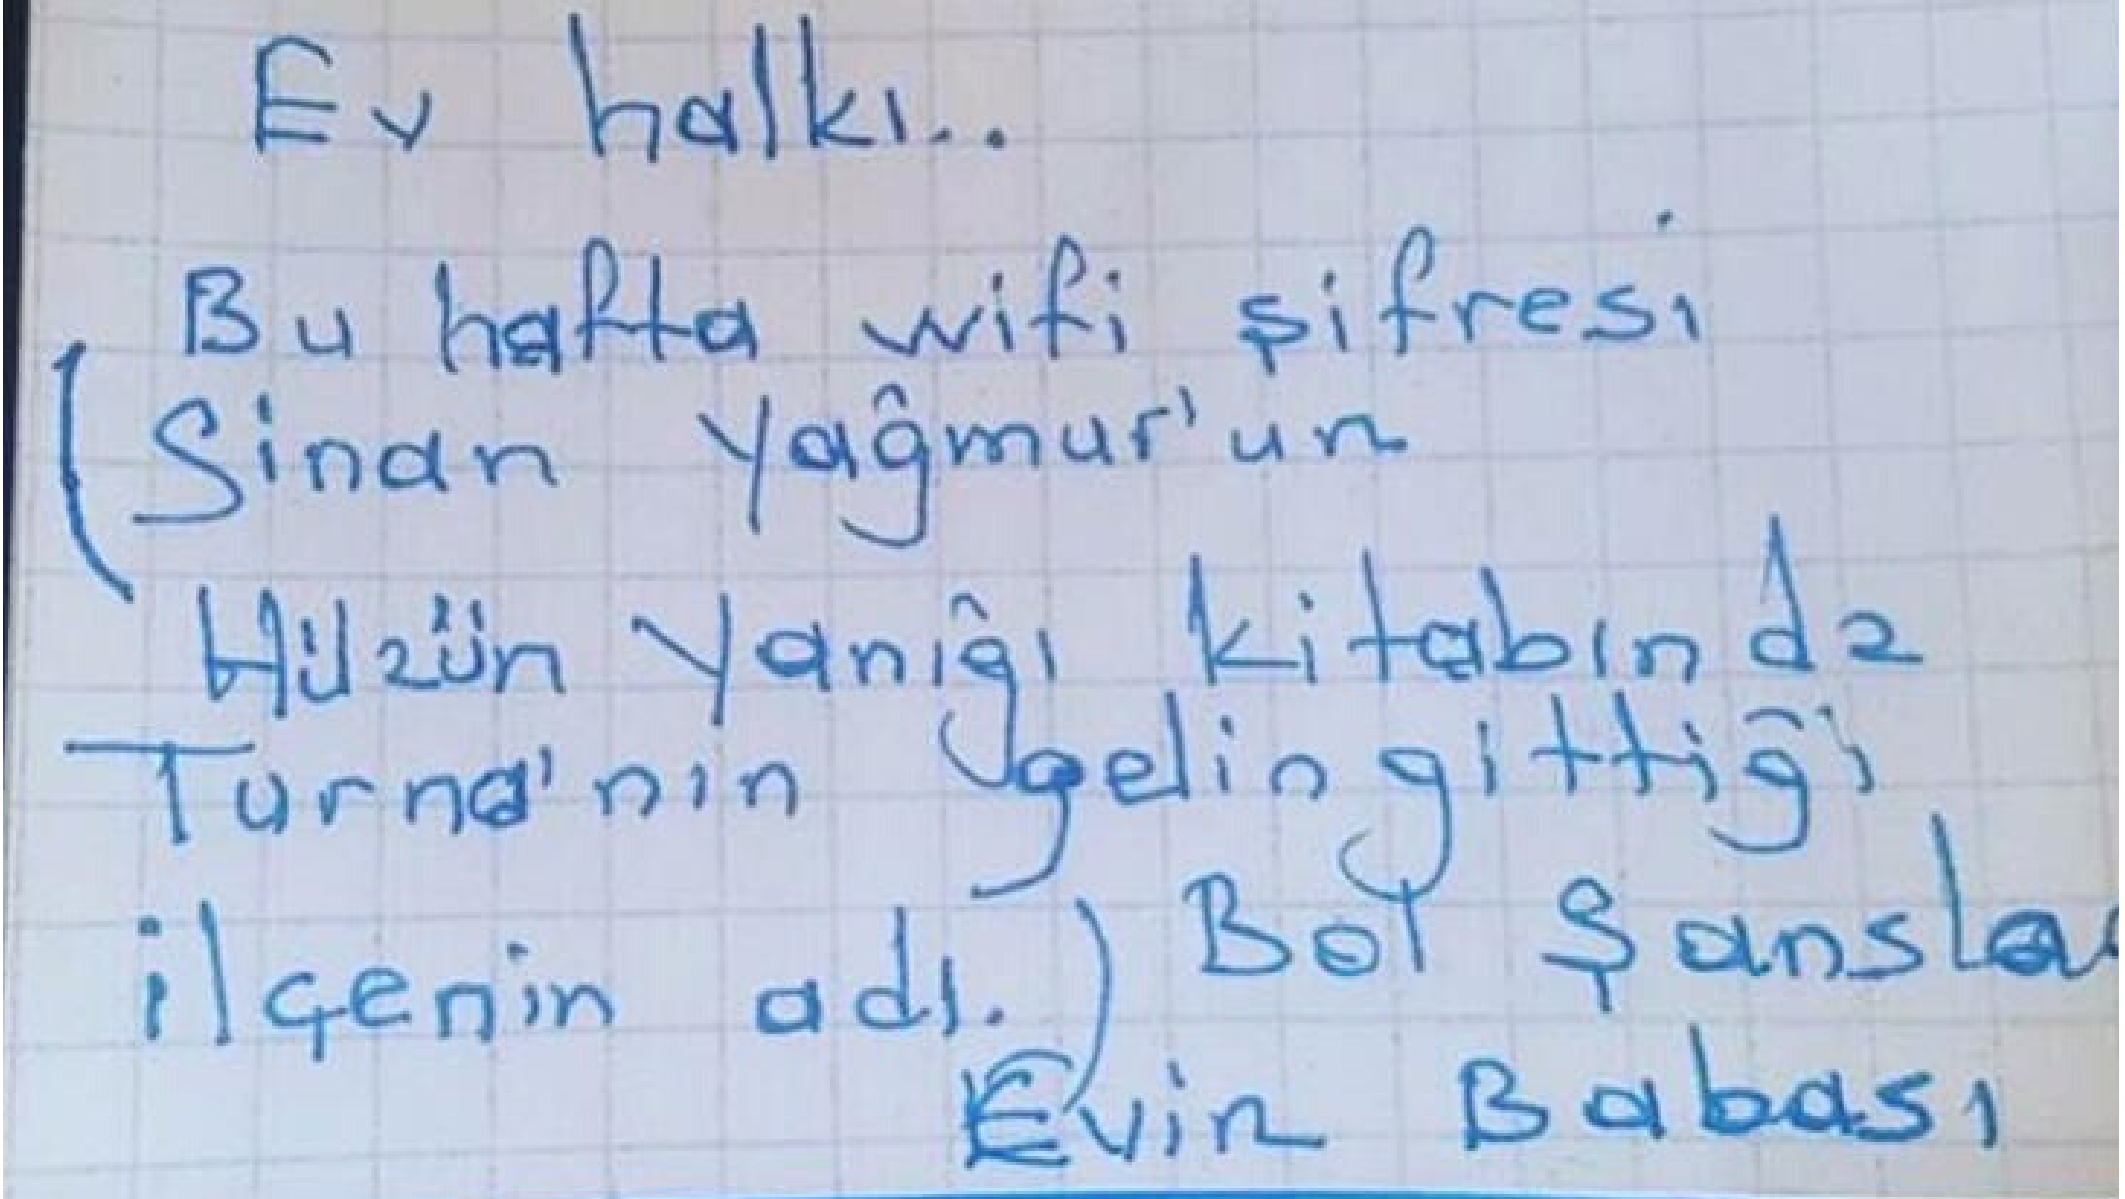 Ev halkı..
Bu hafta wifi şifresi
(Sinan Yağmur'un
Hüzün Yanığı kitabında
Turna'nın gelin gittiği
ilçenin adı.) Bol Şansla
Evin Babası